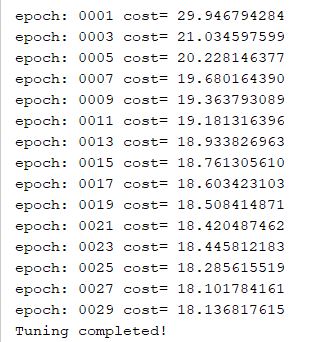 epoch: 0001 cost= 29.946794284
epoch: 0003 cost= 21.034597599
epoch: 0005 cost= 20.228146377
epoch: 0007 cost= 19.680164390
epoch: 0009 cost= 19.363793089
epoch: 0011 cost= 19.181316396
epoch: 0013 cost= 18.933826963
epoch: 0015 cost= 18.761305610
epoch: 0017 cost= 18.603423103
epoch: 0019 cost= 18.508414871
epoch: 0021 cost= 18.420487462
epoch: 0023 cost= 18.445812183
epoch: 0025 cost= 18.285615519
epoch: 0027 cost= 18.101784161
epoch: 0029 cost= 18.136817615
Tuning completed!